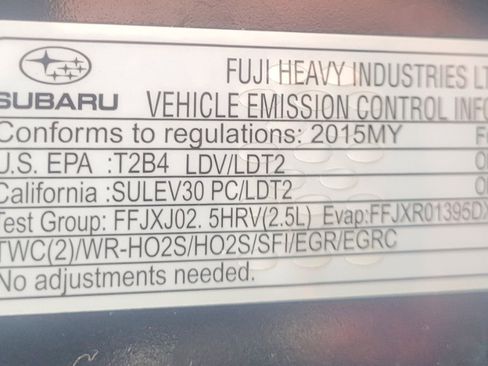 FUJI HEAVY INDUSTRIES LT
SUBARU VEHICLE EMISSION CONTROL INFO
Conforms to regulations: 2015MY
U.S. EPA :T2B4 LDV/LDT2
California :SULEV30 PC/LDT2
Test Group: FFJXJ02. 5HRV(2.5L) Evap:FFJXR01395DX
TWC(2)/WR-HO2S/HO2S/SFI/EGR/EGRC
No adjustments needed.